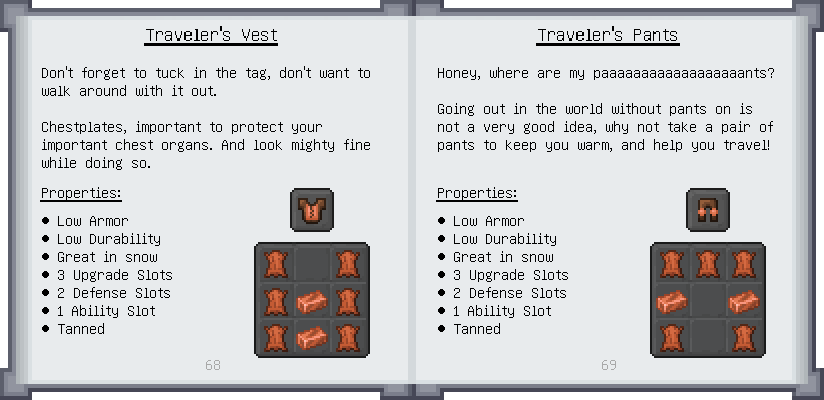 Traveler's Vest
Don't forget to tuck in the tag, don't want to
walk around with it out.
Chestplates, important to protect your
important chest organs. And look mighty fine
while doing so.
Properties:
● Low Armor
● Low Durability
● Great in snow
● 3 Upgrade Slots
● 2 Defense Slots
● 1 Ability Slot
● Tanned
68
Traveler's Pants
Honey, where are my paaaaaaaaaaaaaaaaaaants?
Going out in the world without pants on is
not a very good idea, why not take a pair of
pants to keep you warm, and help you travel!
Properties:
● Low Armor
● Low Durability
● Great in snow
● 3 Upgrade Slots
● 2 Defense Slots
● 1 Ability Slot
● Tanned
69